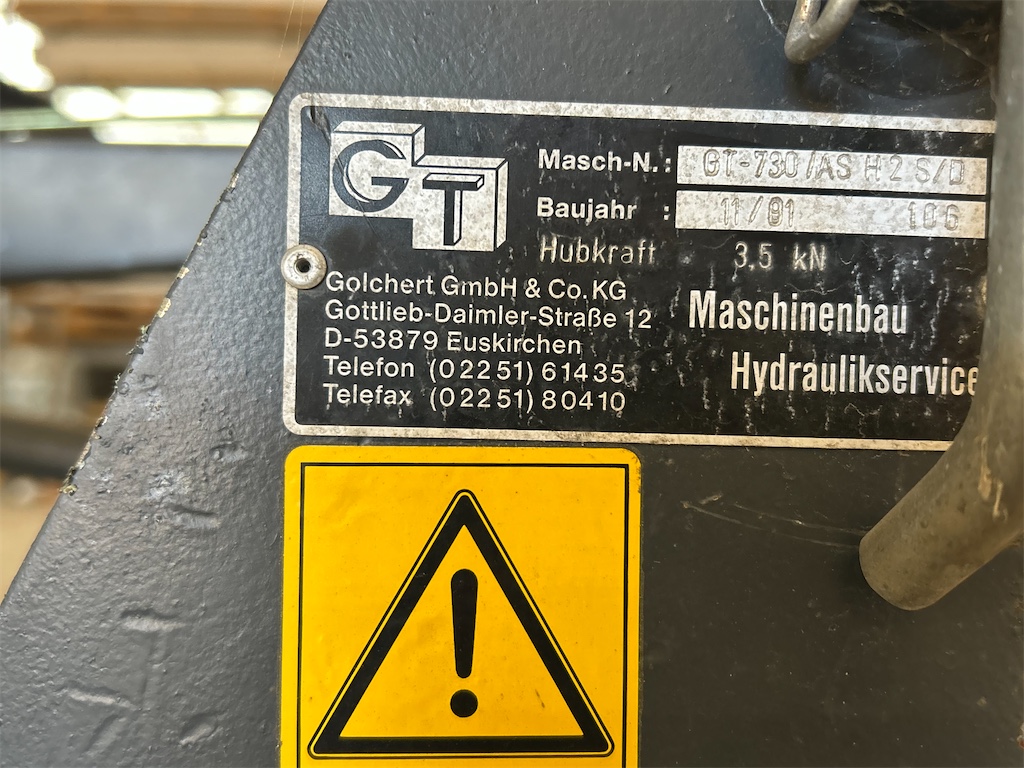 GT
Masch-N.: GT-730/AS H2 S/D
Baujahr : 11/91 106
Hubkraft 3.5 kN
Golchert GmbH & Co. KG
Gottlieb-Daimler-Straße 12
D-53879 Euskirchen
Telefon (02251) 61435
Telefax (02251) 80410
Maschinenbau
Hydraulikservice